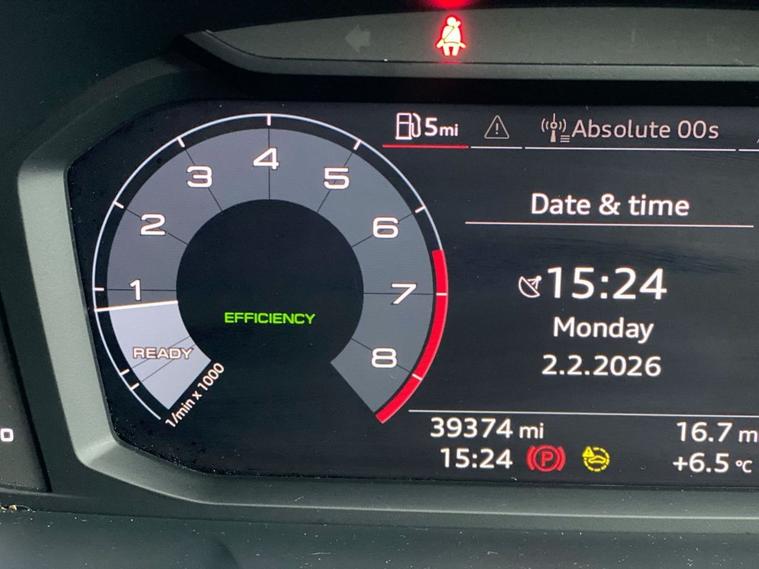 5mi
Absolute 00s
Date & time
15:24
Monday
2.2.2026
1
2
3
4
5
6
7
8
READY
EFFICIENCY
1/min x 1000
39374 mi
16.7 m
15:24
P
+6.5 °C